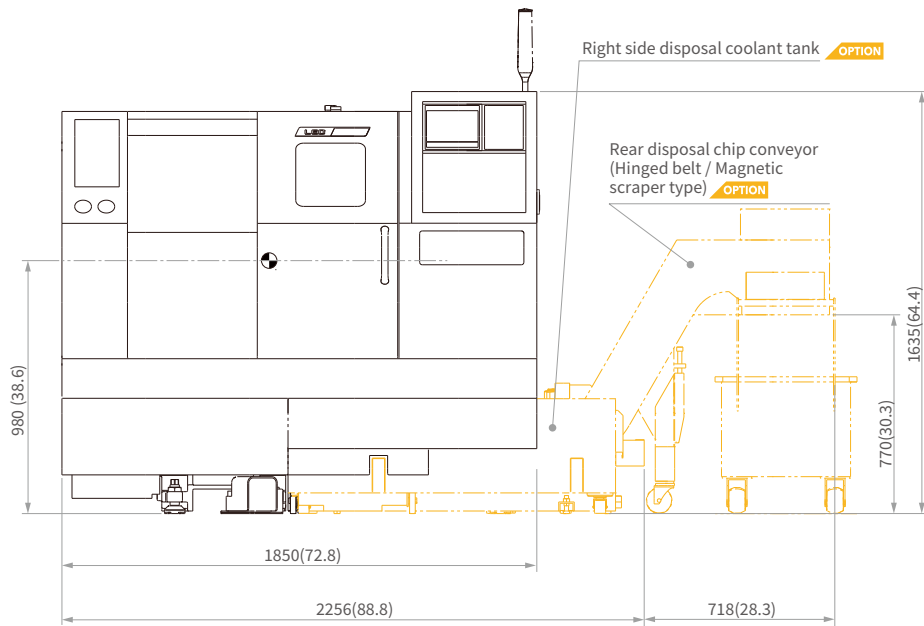 Right side disposal coolant tank OPTION
Rear disposal chip conveyor
(Hinged belt / Magnetic
scraper type) OPTION
L6D
1635(64.4)
980 (38.6)
770(30.3)
1850(72.8)
2256(88.8)
718(28.3)